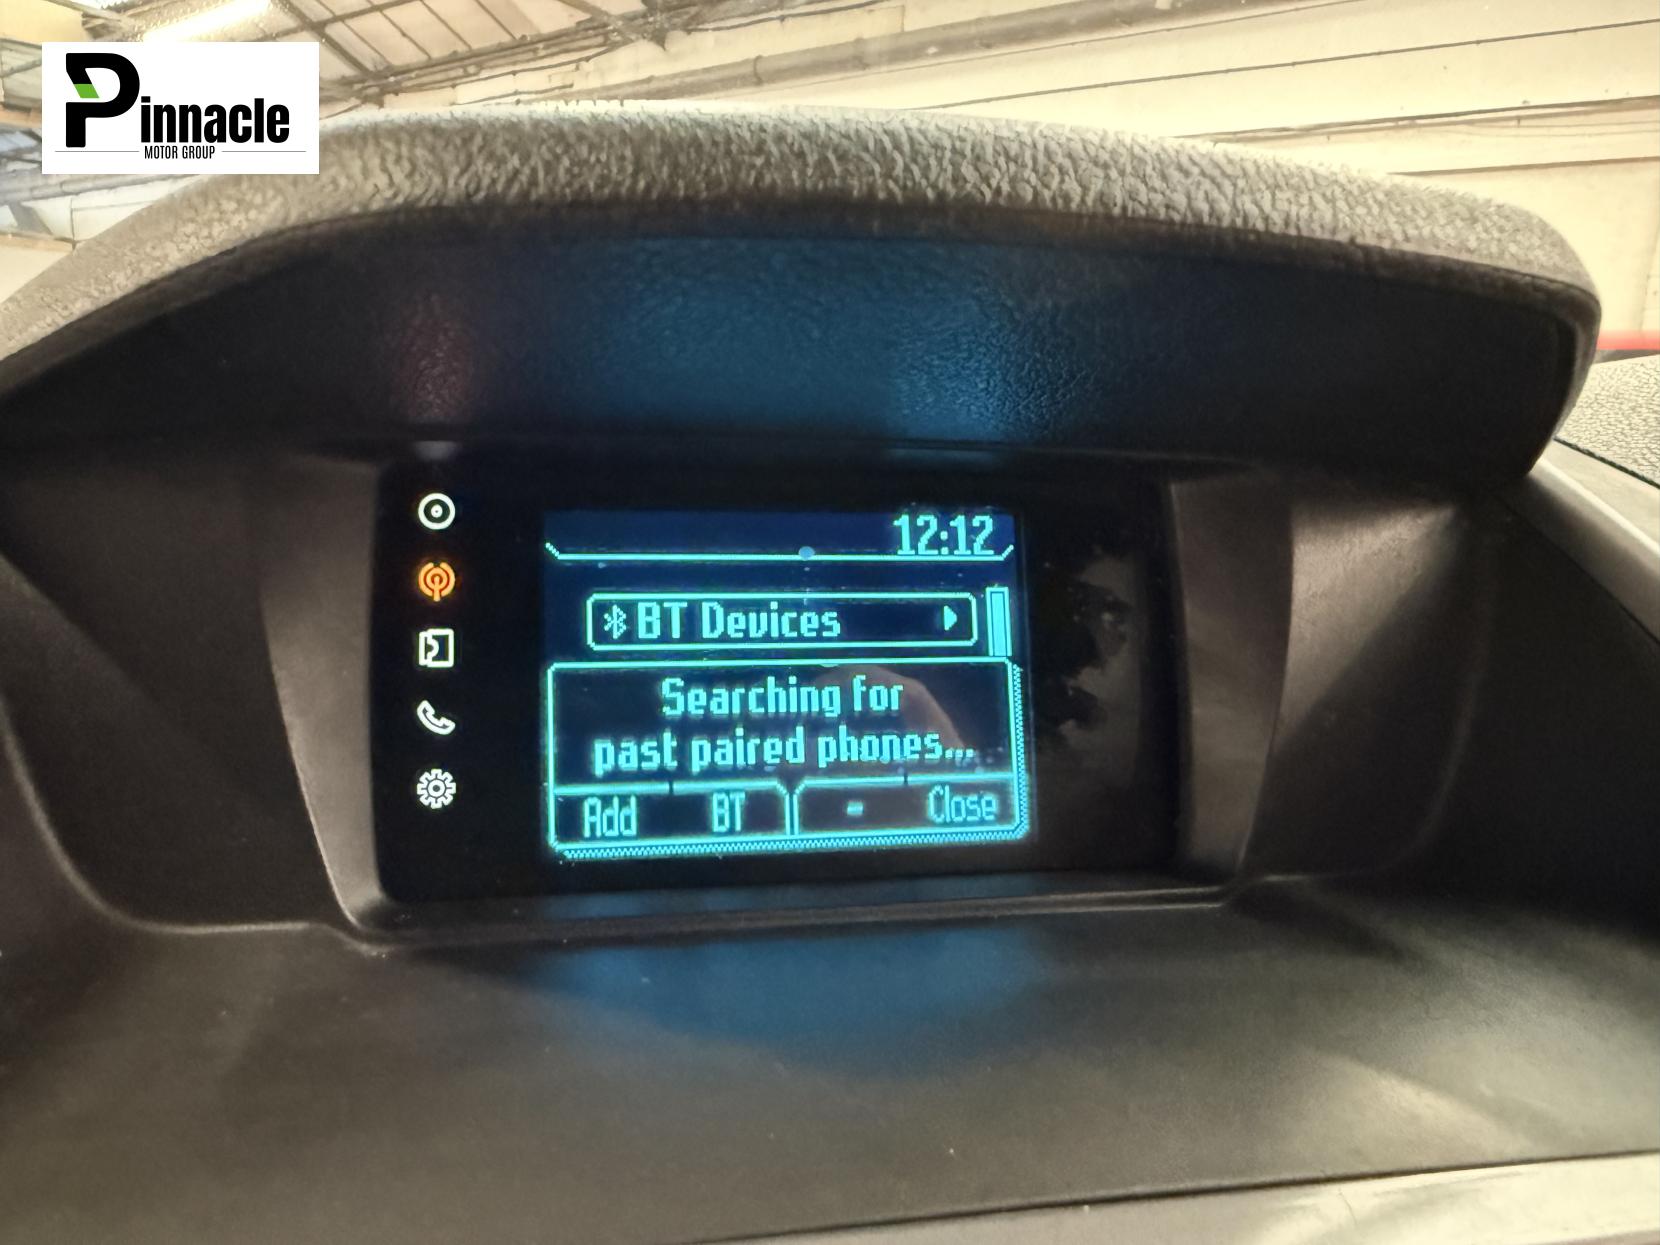 Pinnacle
MOTOR GROUP
12:12
BT Devices
Searching for
past paired phones...
Add BT - Close